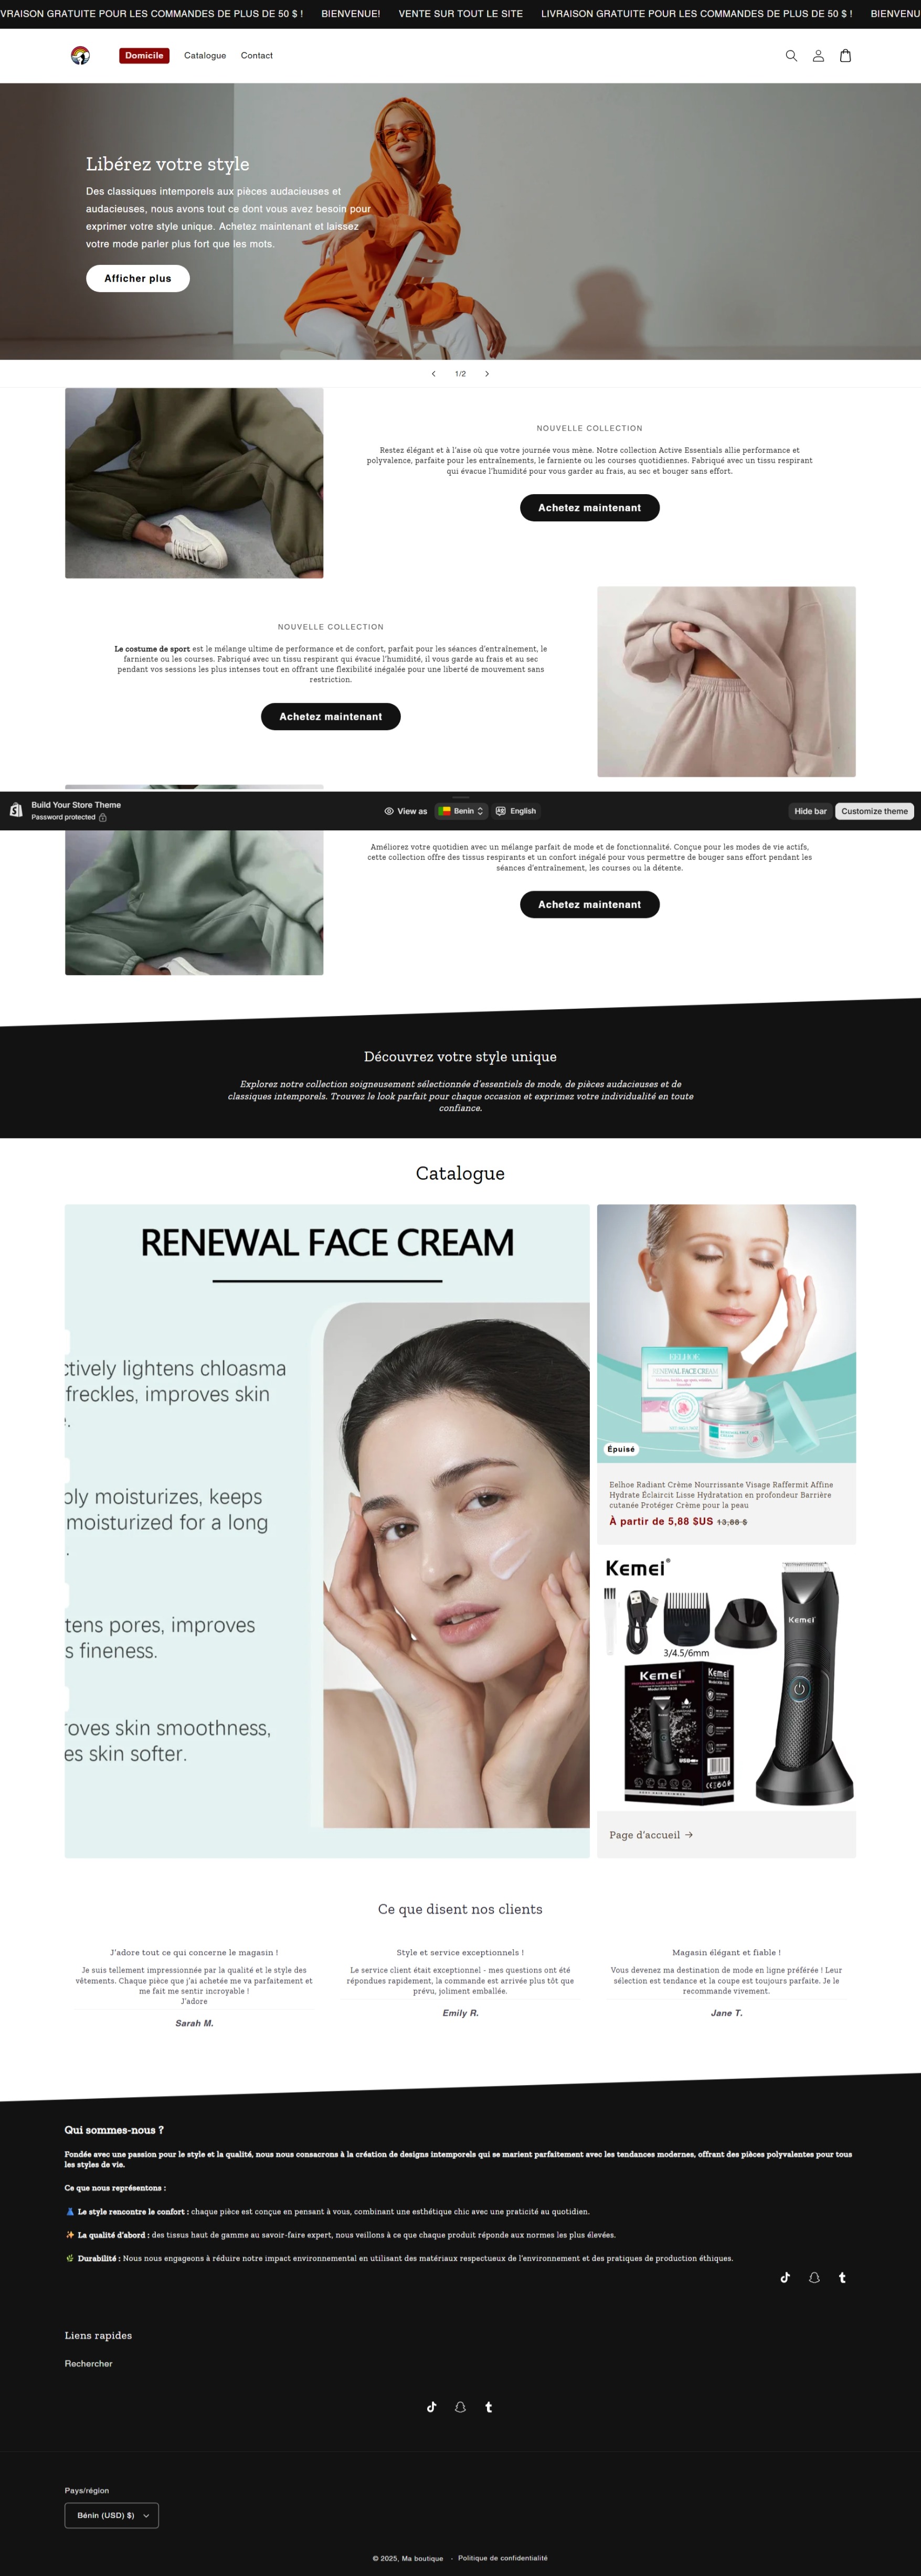 VRAISON GRATUITE POUR LES COMMANDES DE PLUS DE 50 $ ! BIENVENUE! VENTE SUR TOUT LE SITE LIVRAISON GRATUITE POUR LES COMMANDES DE PLUS DE 50 $ ! BIENVENU
Domicile Catalogue Contact
Libérez votre style
Des classiques intemporels aux pièces audacieuses et
audacieuses, nous avons tout ce dont vous avez besoin pour
exprimer votre style unique. Achetez maintenant et laissez
votre mode parler plus fort que les mots.
Afficher plus
1/2
NOUVELLE COLLECTION
Restez élégant et à l'aise où que votre journée vous mène. Notre collection Active Essentials allie performance et
polyvalence, parfaite pour les entraînements, le farniente ou les courses quotidiennes. Fabriqué avec un tissu respirant
qui évacue l'humidité pour vous garder au frais, au sec et bouger sans effort.
Achetez maintenant
NOUVELLE COLLECTION
Le costume de sport est le mélange ultime de performance et de confort, parfait pour les séances d'entraînement, le
farniente ou les courses. Fabriqué avec un tissu respirant qui évacue l'humidité, il vous garde au frais et au sec
pendant vos sessions les plus intenses tout en offrant une flexibilité inégalée pour une liberté de mouvement sans
restriction.
Achetez maintenant
Build Your Store Theme
Password protected
View as Benin English
Hide bar Customize theme
Améliorez votre quotidien avec un mélange parfait de mode et de fonctionnalité. Conçue pour les modes de vie actifs,
cette collection offre des tissus respirants et un confort inégalé pour vous permettre de bouger sans effort pendant les
séances d'entraînement, les courses ou la détente.
Achetez maintenant
Découvrez votre style unique
Explorez notre collection soigneusement sélectionnée d'essentiels de mode, de pièces audacieuses et de
classiques intemporels. Trouvez le look parfait pour chaque occasion et exprimez votre individualité en toute
confiance.
Catalogue
RENEWAL FACE CREAM
ctively lightens chloasma
freckles, improves skin
e.
ply moisturizes, keeps
moisturized for a long
.
tens pores, improves
s fineness.
roves skin smoothness,
es skin softer.
EELHOE
RENEWAL FACE CREAM
Épuisé
Eelhoe Radiant Crème Nourrissante Visage Raffermit Affine
Hydrate Éclaircit Lisse Hydratation en profondeur Barrière
cutanée Protéger Crème pour la peau
À partir de 5,88 $US 13,88 $
Kemei®
Kemei
3/4.5/6mm
Kemei
Kemei
Page d'accueil →
Ce que disent nos clients
J'adore tout ce qui concerne le magasin !
Je suis tellement impressionnée par la qualité et le style des
vêtements. Chaque pièce que j'ai achetée me va parfaitement et
me fait me sentir incroyable !
J'adore
Sarah M.
Style et service exceptionnels !
Le service client était exceptionnel - mes questions ont été
répondues rapidement, la commande est arrivée plus tôt que
prévu, joliment emballée.
Emily R.
Magasin élégant et fiable !
Vous devenez ma destination de mode en ligne préférée ! Leur
sélection est tendance et la coupe est toujours parfaite. Je le
recommande vivement.
Jane T.
Qui sommes-nous ?
Fondée avec une passion pour le style et la qualité, nous nous consacrons à la création de designs intemporels qui se marient parfaitement avec les tendances modernes, offrant des pièces polyvalentes pour tous
les styles de vie.
Ce que nous représentons :
Le style rencontre le confort : chaque pièce est conçue en pensant à vous, combinant une esthétique chic avec une praticité au quotidien.
La qualité d'abord : des tissus haut de gamme au savoir-faire expert, nous veillons à ce que chaque produit réponde aux normes les plus élevées.
Durabilité : Nous nous engageons à réduire notre impact environnemental en utilisant des matériaux respectueux de l'environnement et des pratiques de production éthiques.
Liens rapides
Rechercher
Pays/région
Bénin (USD) $)
© 2025, Ma boutique · Politique de confidentialité